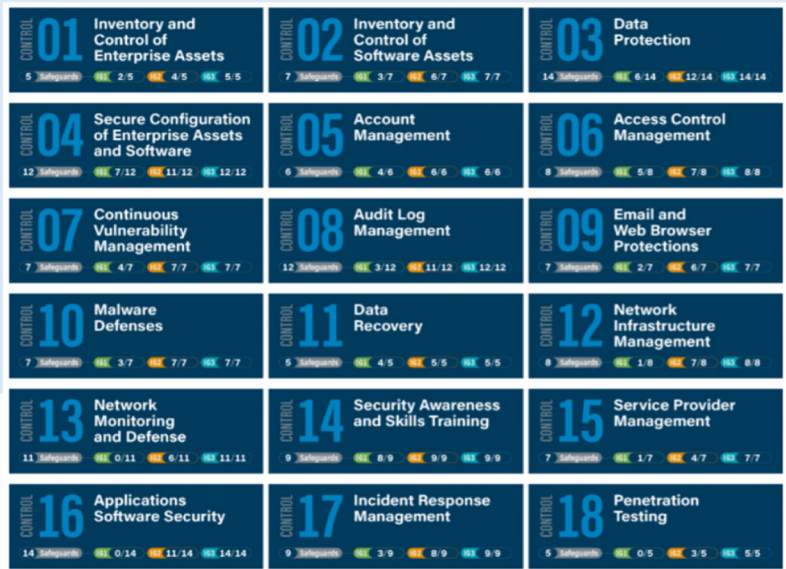 CONTROL
01
Inventory and
Control of
Enterprise Assets
5 Safeguards IG1 2/5 IG2 4/5 IG3 5/5
CONTROL
02
Inventory and
Control of
Software Assets
7 Safeguards IG1 3/7 IG2 6/7 IG3 7/7
CONTROL
03
Data
Protection
14 Safeguards IG1 6/14 IG2 12/14 IG3 14/14
CONTROL
04
Secure Configuration
of Enterprise Assets
and Software
12 Safeguards IG1 7/12 IG2 11/12 IG3 12/12
CONTROL
05
Account
Management
6 Safeguards IG1 4/6 IG2 6/6 IG3 6/6
CONTROL
06
Access Control
Management
8 Safeguards IG1 5/8 IG2 7/8 IG3 8/8
CONTROL
07
Continuous
Vulnerability
Management
7 Safeguards IG1 4/7 IG2 7/7 IG3 7/7
CONTROL
08
Audit Log
Management
12 Safeguards IG1 3/12 IG2 11/12 IG3 12/12
CONTROL
09
Email and
Web Browser
Protections
7 Safeguards IG1 2/7 IG2 6/7 IG3 7/7
CONTROL
10
Malware
Defenses
7 Safeguards IG1 3/7 IG2 7/7 IG3 7/7
CONTROL
11
Data
Recovery
5 Safeguards IG1 4/5 IG2 5/5 IG3 5/5
CONTROL
12
Network
Infrastructure
Management
8 Safeguards IG1 1/8 IG2 7/8 IG3 8/8
CONTROL
13
Network
Monitoring
and Defense
11 Safeguards IG1 0/11 IG2 6/11 IG3 11/11
CONTROL
14
Security Awareness
and Skills Training
9 Safeguards IG1 8/9 IG2 9/9 IG3 9/9
CONTROL
15
Service Provider
Management
7 Safeguards IG1 1/7 IG2 4/7 IG3 7/7
CONTROL
16
Applications
Software Security
14 Safeguards IG1 0/14 IG2 11/14 IG3 14/14
CONTROL
17
Incident Response
Management
9 Safeguards IG1 3/9 IG2 8/9 IG3 9/9
CONTROL
18
Penetration
Testing
5 Safeguards IG1 0/5 IG2 3/5 IG3 5/5